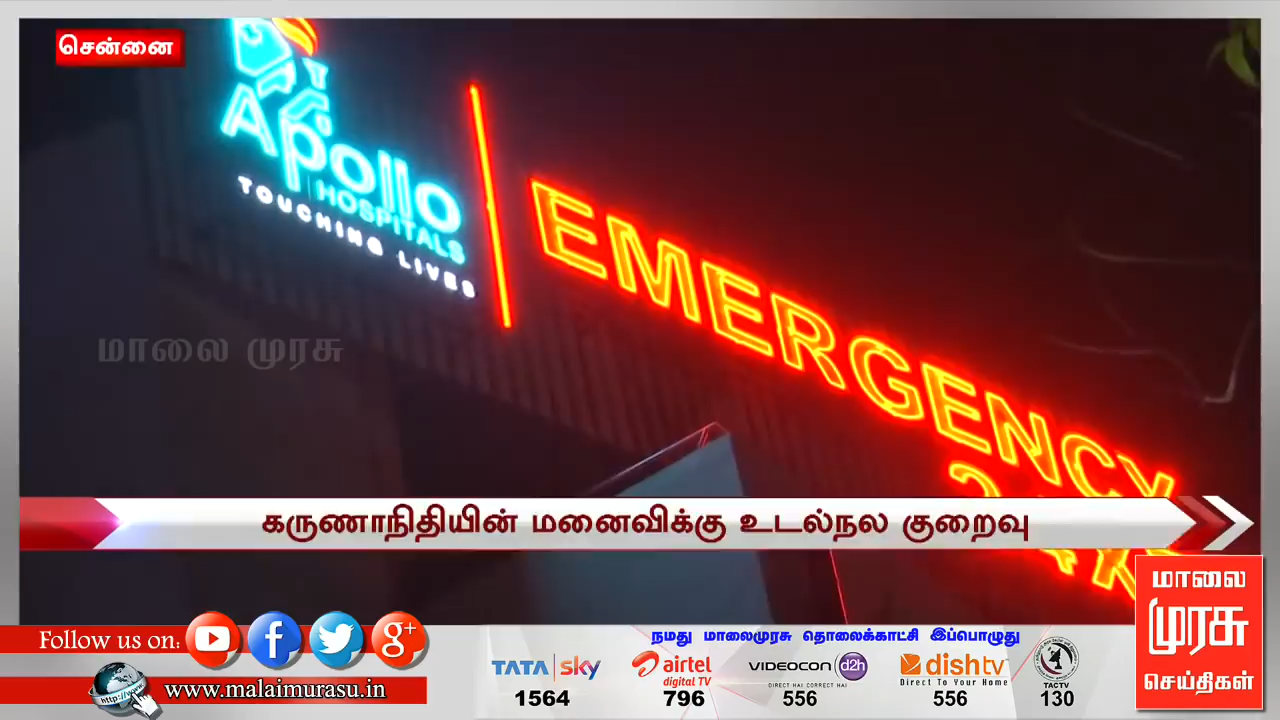 சென்னை
Apollo
HOSPITALS
TOUCHING LIVES
EMERGENCY
மாலை முரசு
கருணாநிதியின் மனைவிக்கு உடல்நல குறைவு
மாலை
முரசு
செய்திகள்
Follow us on:
http://www
www.malaimurasu.in
நமது மாலைமுரசு தொலைக்காட்சி இப்பொழுது
TATA sky
1564
airtel
digital TV
796
VIDEOCON d2h
DIRECT HAI CORRECT HAI
556
dishtv
Direct To Your Home
556
TACTV
130